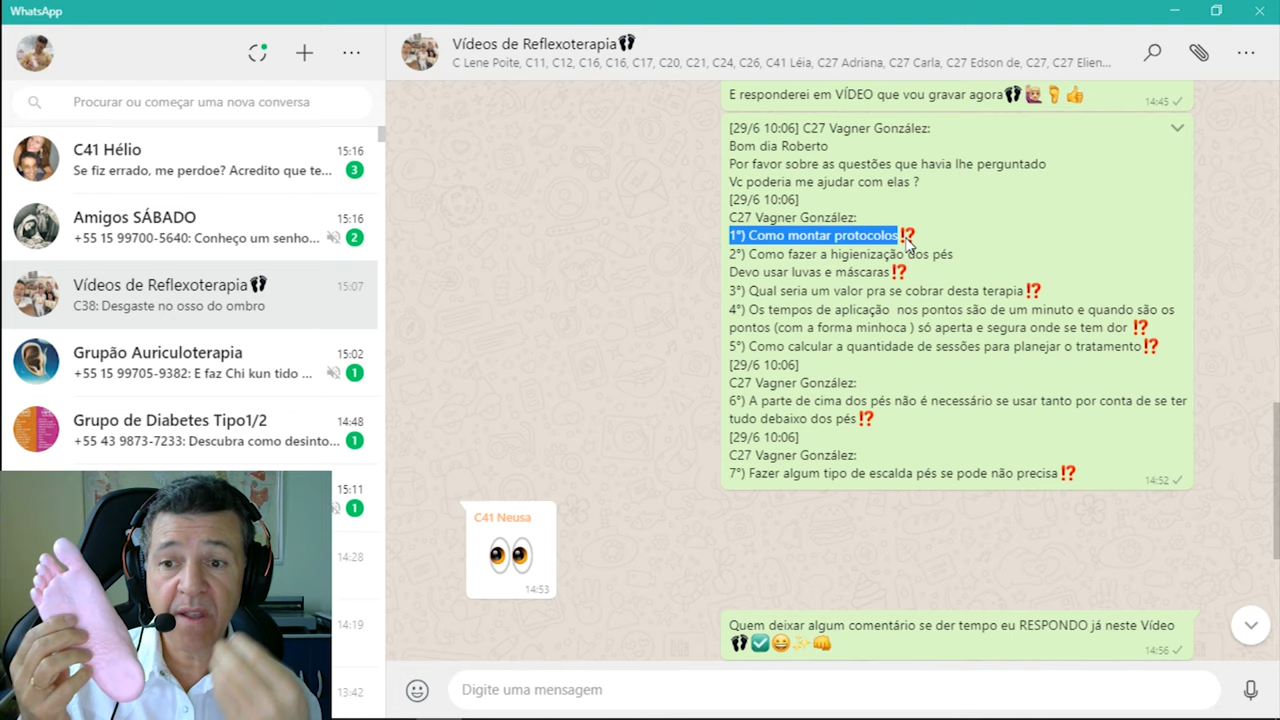 WhatsApp
Procurar ou começar uma nova conversa
C41 Hélio
15:16
Se fiz errado, me perdoe? Acredito que te...
3
Amigos SÁBADO
15:16
+55 15 99700-5640: Conheço um senho...
2
Vídeos de Reflexoterapia👣
15:07
C38: Desgaste no osso do ombro
Grupão Auriculoterapia
15:02
+55 15 99705-9382: E faz Chi kun tido ...
1
Grupo de Diabetes Tipo1/2
14:48
+55 43 9873-7233: Descubra como desinto...
1
15:11
1
14:28
14:19
13:42
Vídeos de Reflexoterapia👣
C Lene Poite, C11, C12, C16, C16, C17, C20, C21, C24, C26, C41 Léia, C27 Adriana, C27 Carla, C27 Edson de, C27, C27 Elien...
E responderei em VÍDEO que vou gravar agora👣🙋🏼🦶👍
14:45
[29/6 10:06] C27 Vagner González:
Bom dia Roberto
Por favor sobre as questões que havia lhe perguntado
Vc poderia me ajudar com elas ?
[29/6 10:06]
C27 Vagner González:
1°) Como montar protocolos⁉️
2°) Como fazer a higienização dos pés
Devo usar luvas e máscaras⁉️
3°) Qual seria um valor pra se cobrar desta terapia⁉️
4°) Os tempos de aplicação  nos pontos são de um minuto e quando são os
pontos (com a forma minhoca ) só aperta e segura onde se tem dor ⁉️
5°) Como calcular a quantidade de sessões para planejar o tratamento⁉️
[29/6 10:06]
C27 Vagner González:
6°) A parte de cima dos pés não é necessário se usar tanto por conta de se ter
tudo debaixo dos pés⁉️
[29/6 10:06]
C27 Vagner González:
7°) Fazer algum tipo de escalda pés se pode não precisa⁉️
14:52
C41 Neusa
👀
14:53
Quem deixar algum comentário se der tempo eu RESPONDO já neste Vídeo
👣✅😀✨👊
14:56
Digite uma mensagem